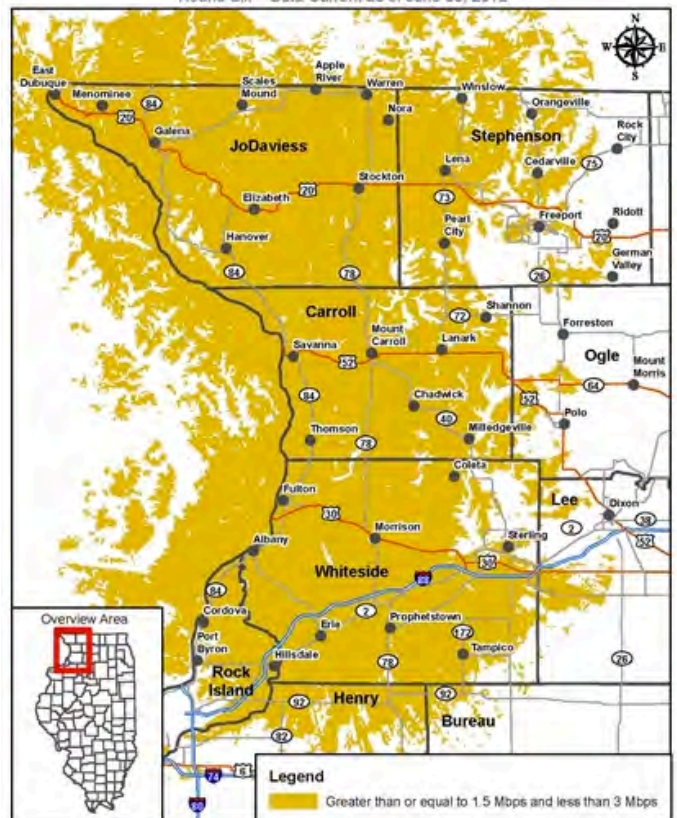 N
W E
S
East
Dubuque
Menominee
84
Scales
Mound
Apple
River
Warren
Nora
Winslow
Orangeville
Rock
City
20
Galena
JoDaviess
Stephenson
Lena
Cedarville
75
Stockton
Elizabeth
20
73
Pearl
City
Freeport
Ridott
20
German
Valley
Hanover
84
78
26
Carroll
Shannon
72
Forreston
Mount
Carroll
Lanark
Savanna
52
Ogle
Mount
Morris
64
84
Chadwick
40
52
Polo
Thomson
78
Milledgeville
Coleta
Fulton
Lee
Dixon
30
2
38
Morrison
Sterling
52
Albany
30
Whiteside
88
84
Cordova
2
Port
Byron
Erie
Prophetstown
172
Hillsdale
78
Tampico
26
Rock
Island
Henry
92
92
Bureau
82
74
6
80
Overview Area
Legend
Greater than or equal to 1.5 Mbps and less than 3 Mbps